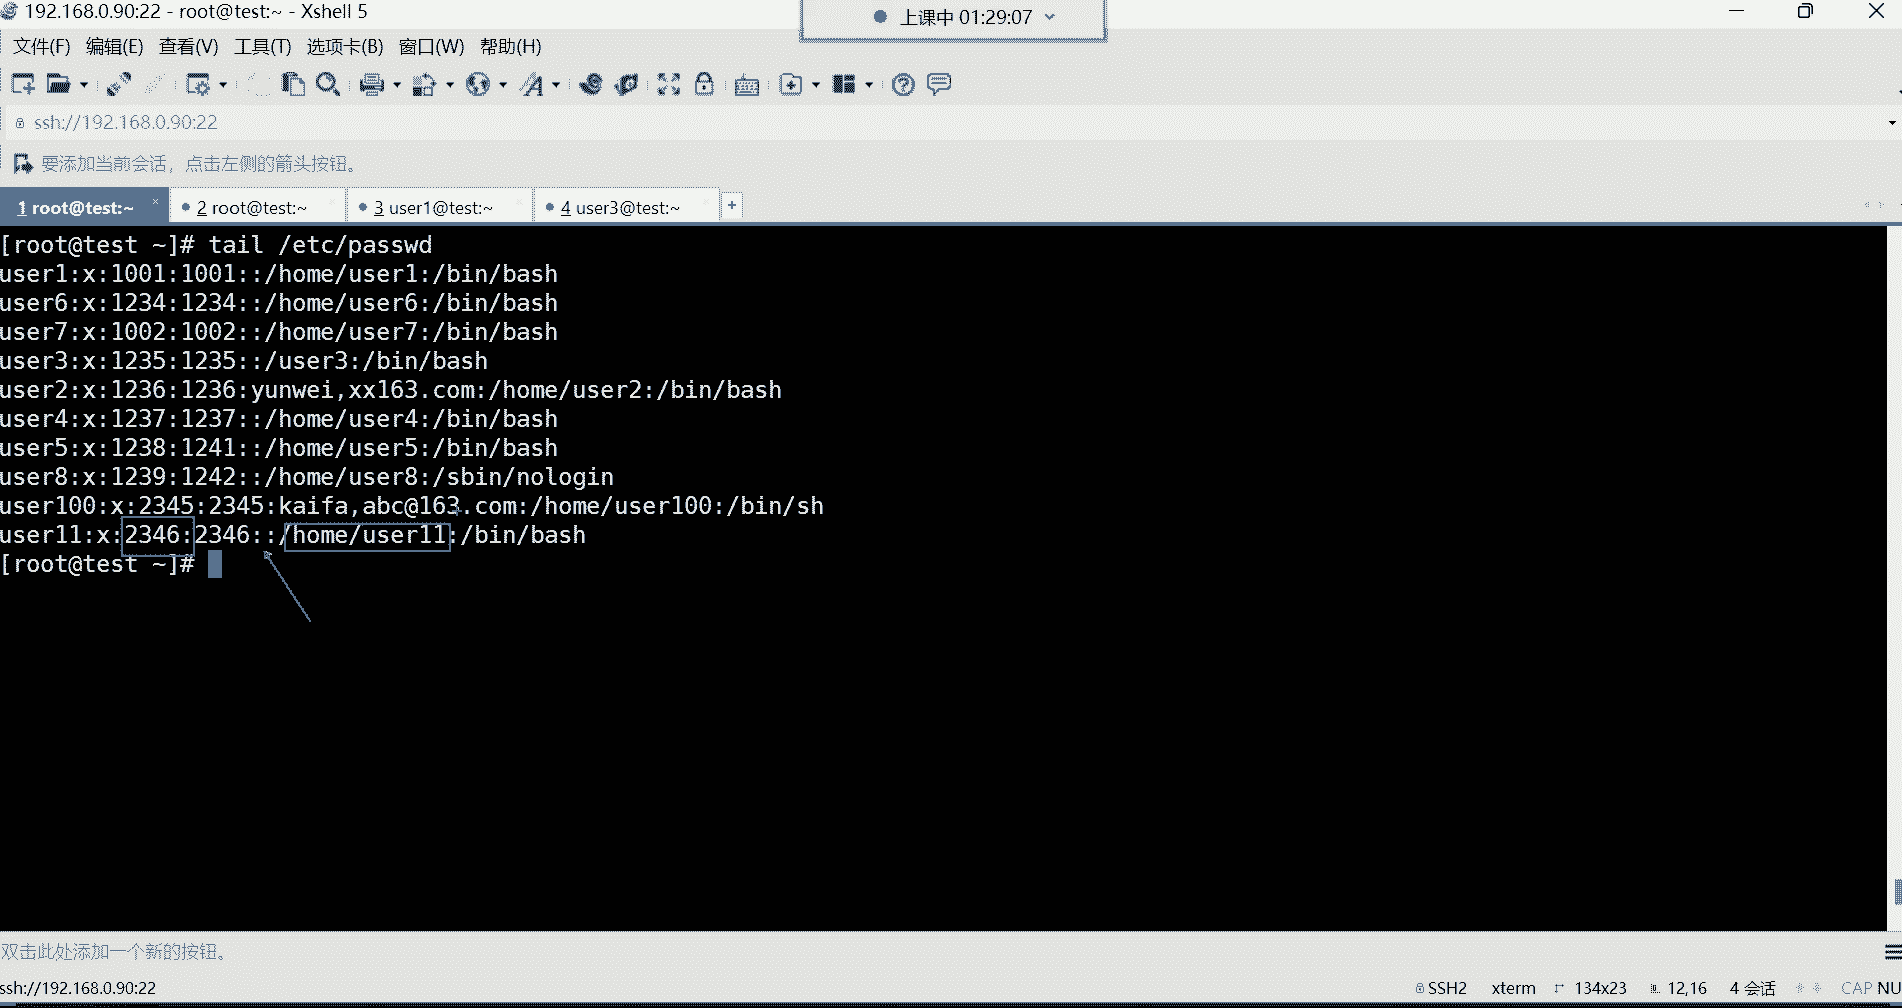 192.168.0.90:22 - root@test:~ - Xshell 5
上课中 01:29:07
文件(F) 编辑(E) 查看(V) 工具(T) 选项卡(B) 窗口(W) 帮助(H)
ssh://192.168.0.90:22
要添加当前会话，点击左侧的箭头按钮。
1 root@test:~ 2 root@test:~ 3 user1@test:~ 4 user3@test:~
[root@test ~]# tail /etc/passwd
user1:x:1001:1001::/home/user1:/bin/bash
user6:x:1234:1234::/home/user6:/bin/bash
user7:x:1002:1002::/home/user7:/bin/bash
user3:x:1235:1235::/user3:/bin/bash
user2:x:1236:1236:yunwei,xx163.com:/home/user2:/bin/bash
user4:x:1237:1237::/home/user4:/bin/bash
user5:x:1238:1241::/home/user5:/bin/bash
user8:x:1239:1242::/home/user8:/sbin/nologin
user100:x:2345:2345:kaifa,abc@163.com:/home/user100:/bin/sh
user11:x:2346:2346::/home/user11:/bin/bash
[root@test ~]#
双击此处添加一个新的按钮。
ssh://192.168.0.90:22 SSH2 xterm 134x23 12,16 4 会话 CAP NU